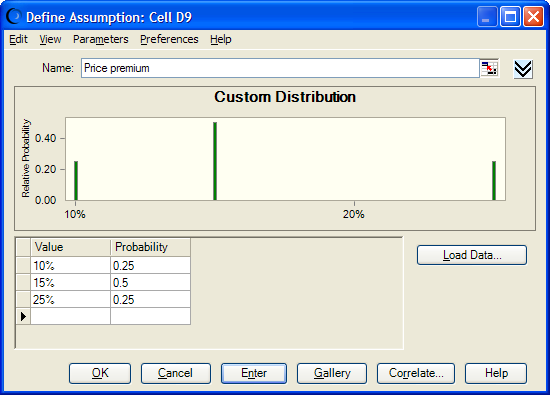 Define Assumption: Cell D9
Edit View Parameters Preferences Help
Name: Price premium
Custom Distribution
Relative Probability
0.40
0.20
0.00
10% 20%
Value Probability
10% 0.25
15% 0.5
25% 0.25
Load Data...
OK Cancel Enter Gallery Correlate... Help